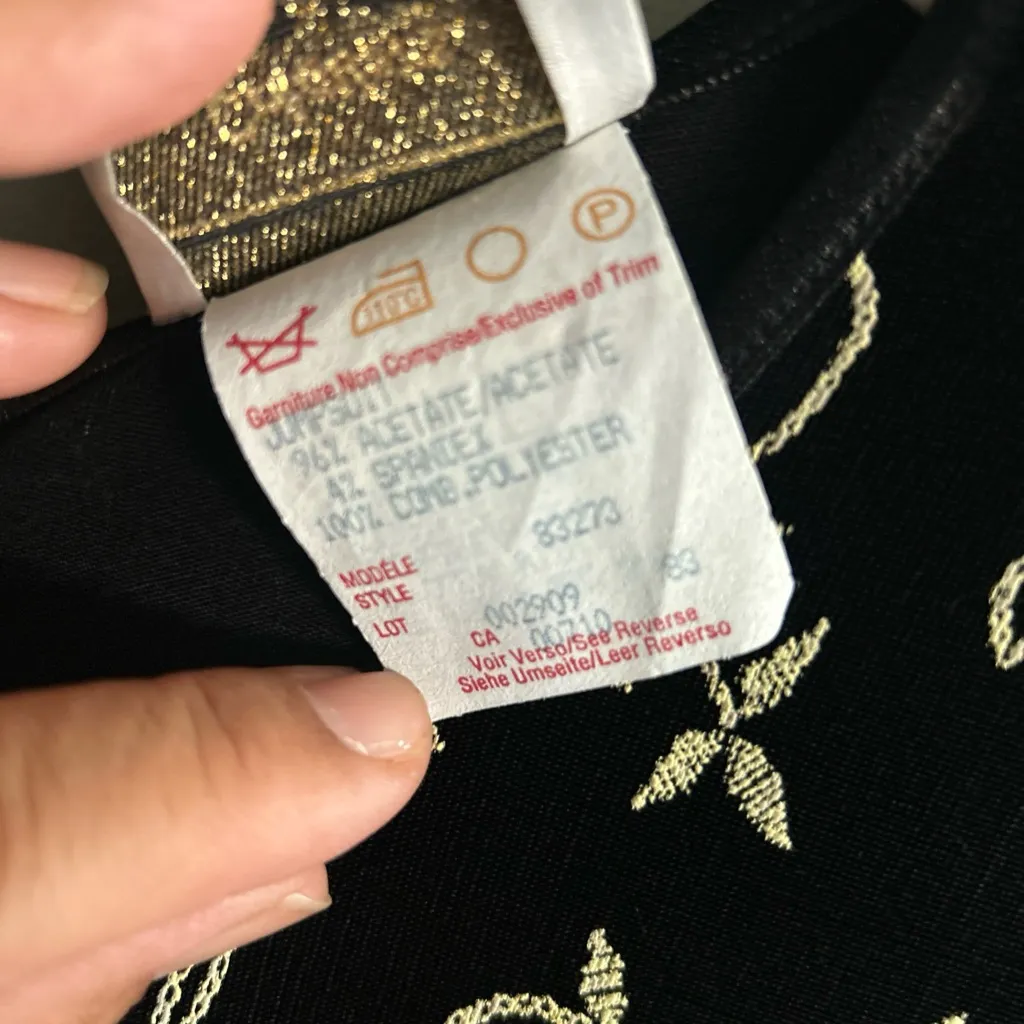 P
110°C
Garniture Non Comprise/Exclusive of Trim
JUMPSUIT
96% ACETATE/ACETATE
4% SPANDEX
100% COMB.POLYESTER
83273
MODÈLE
STYLE 83
LOT 002909
CA 00710
Voir Verso/See Reverse
Siehe Umseite/Leer Reverso